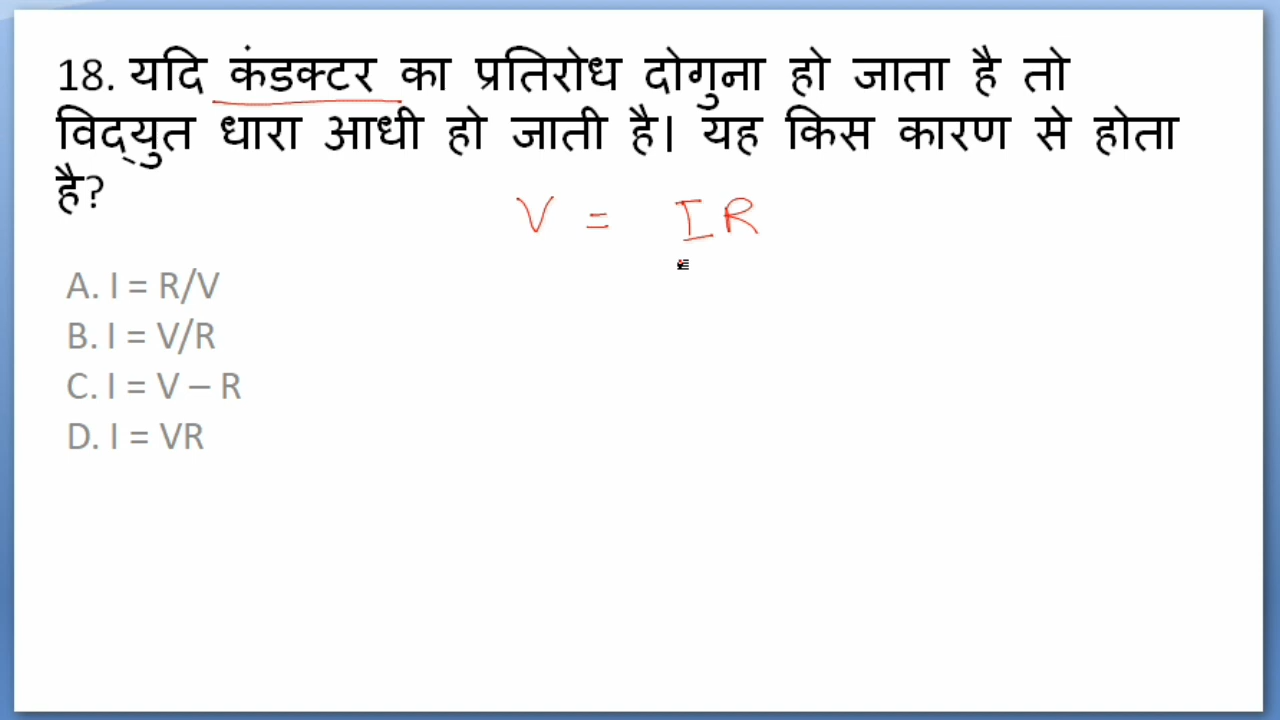 18. यदि कंडक्टर का प्रतिरोध दोगुना हो जाता है तो
विद्युत धारा आधी हो जाती है। यह किस कारण से होता
है?
V = IR
A. I = R/V
B. I = V/R
C. I = V – R
D. I = VR